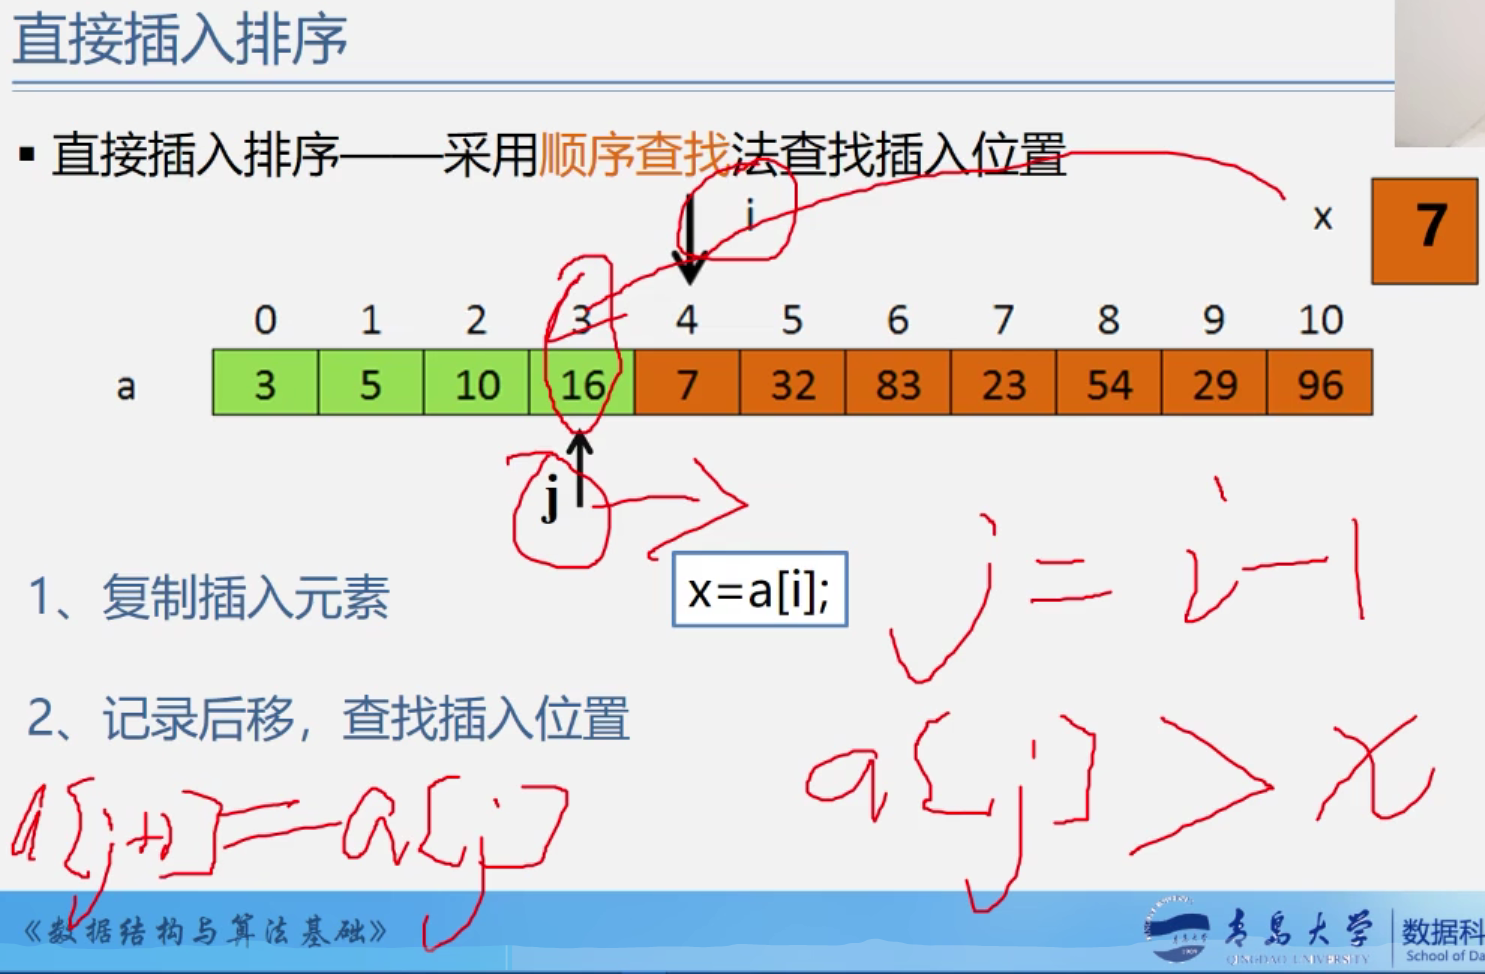 直接插入排序
▪ 直接插入排序——采用顺序查找法查找插入位置
i
x 7
0 1 2 3 4 5 6 7 8 9 10
a 3 5 10 16 7 32 83 23 54 29 96
j
1、复制插入元素 x=a[i]; j = i-1
2、记录后移，查找插入位置
a[j+1]=a[j] a[j] > x
《数据结构与算法基础》 青岛大学 数据科
QINGDAO UNIVERSITY School of Da